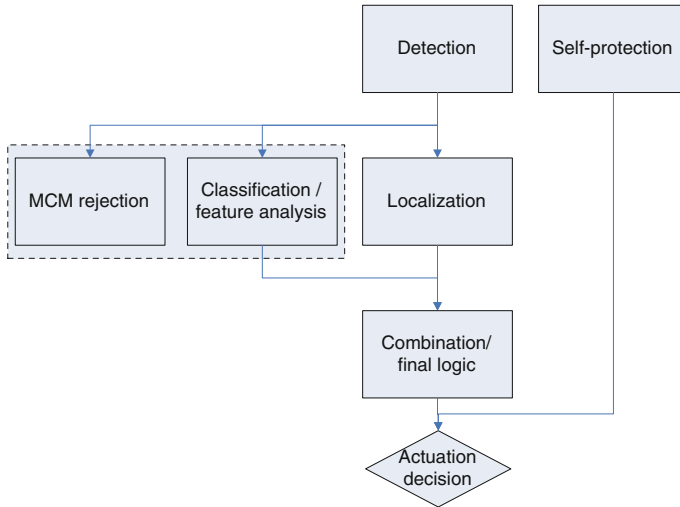 Detection
Self-protection
MCM rejection
Classification /
feature analysis
Localization
Combination/
final logic
Actuation
decision